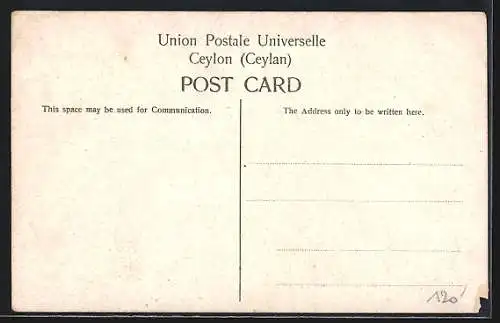 Union Postale Universelle
Ceylon (Ceylan)
POST CARD
This space may be used for Communication.
The Address only to be written here.
120